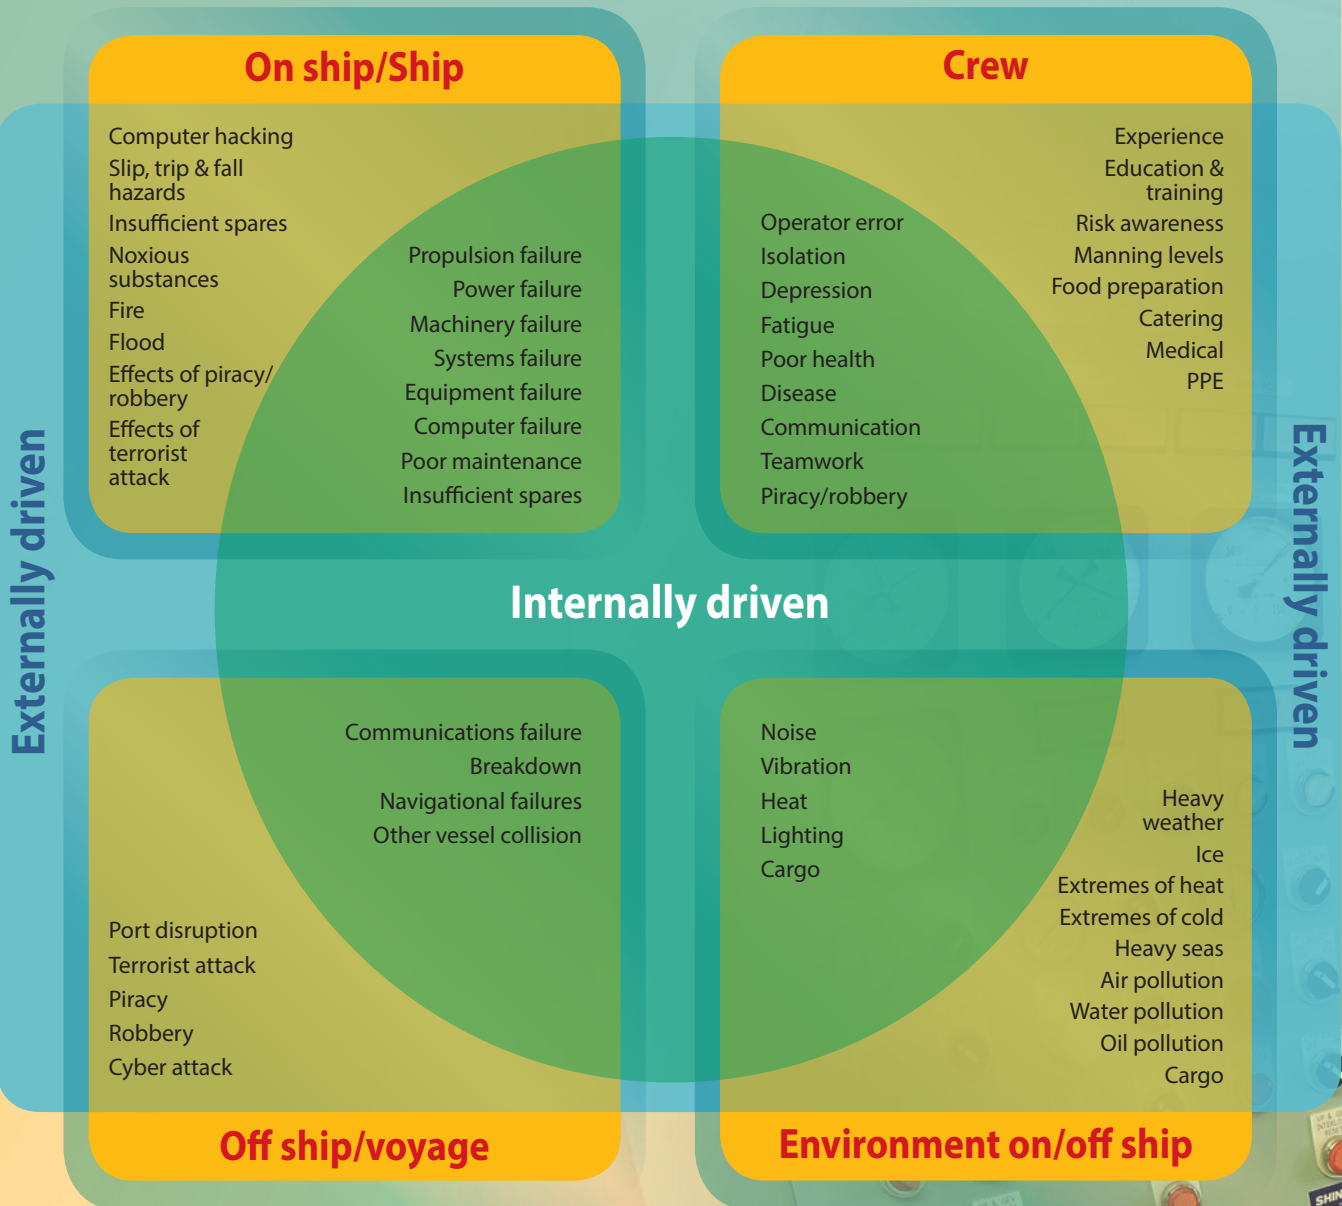 On ship/Ship
Computer hacking
Slip, trip & fall
hazards
Insufficient spares
Noxious
substances
Fire
Flood
Effects of piracy/
robbery
Effects of
terrorist
attack
Propulsion failure
Power failure
Machinery failure
Systems failure
Equipment failure
Computer failure
Poor maintenance
Insufficient spares
Crew
Operator error
Isolation
Depression
Fatigue
Poor health
Disease
Communication
Teamwork
Piracy/robbery
Experience
Education &
training
Risk awareness
Manning levels
Food preparation
Catering
Medical
PPE
Externally driven
Internally driven
Externally driven
Communications failure
Breakdown
Navigational failures
Other vessel collision
Port disruption
Terrorist attack
Piracy
Robbery
Cyber attack
Off ship/voyage
Noise
Vibration
Heat
Lighting
Cargo
Heavy
weather
Ice
Extremes of heat
Extremes of cold
Heavy seas
Air pollution
Water pollution
Oil pollution
Cargo
Environment on/off ship